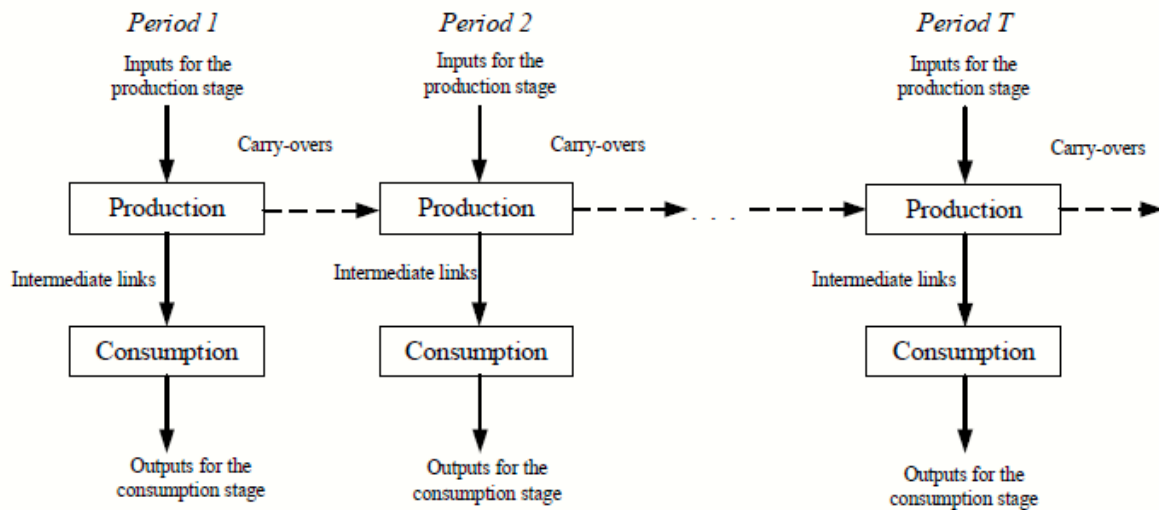 Period 1
Period 2
Period T
Inputs for the
production stage
Inputs for the
production stage
Inputs for the
production stage
Carry-overs
Carry-overs
Carry-overs
Production
Production
. . .
Production
Intermediate links
Intermediate links
Intermediate links
Consumption
Consumption
Consumption
Outputs for the
consumption stage
Outputs for the
consumption stage
Outputs for the
consumption stage